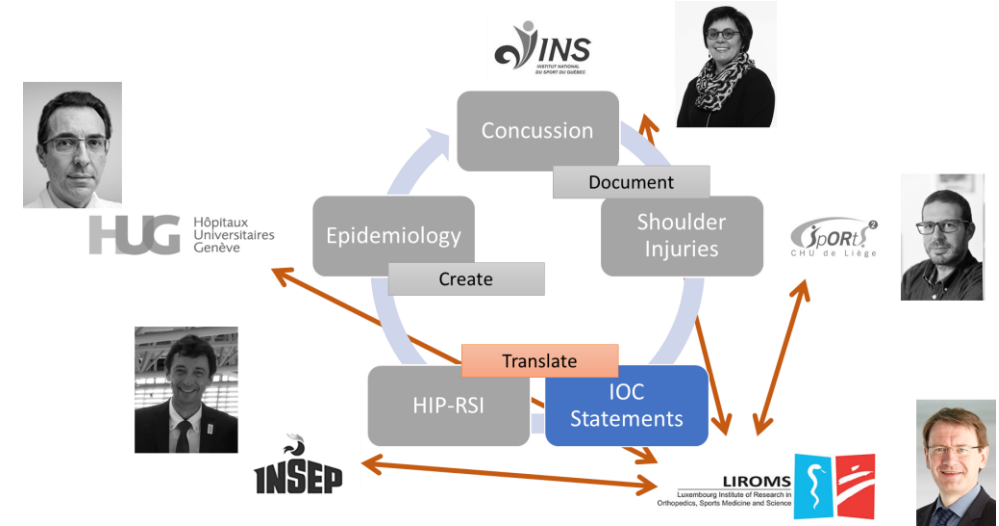 INS
INSTITUT NATIONAL
DU SPORT DU QUÉBEC
Concussion
Document
Shoulder
Injuries
SPORTS²
CHU de Liège
HUG
Hôpitaux
Universitaires
Genève
Epidemiology
Create
Translate
HIP-RSI
IOC
Statements
INSEP
LIROMS
Luxembourg Institute of Research in
Orthopedics, Sports Medicine and Science